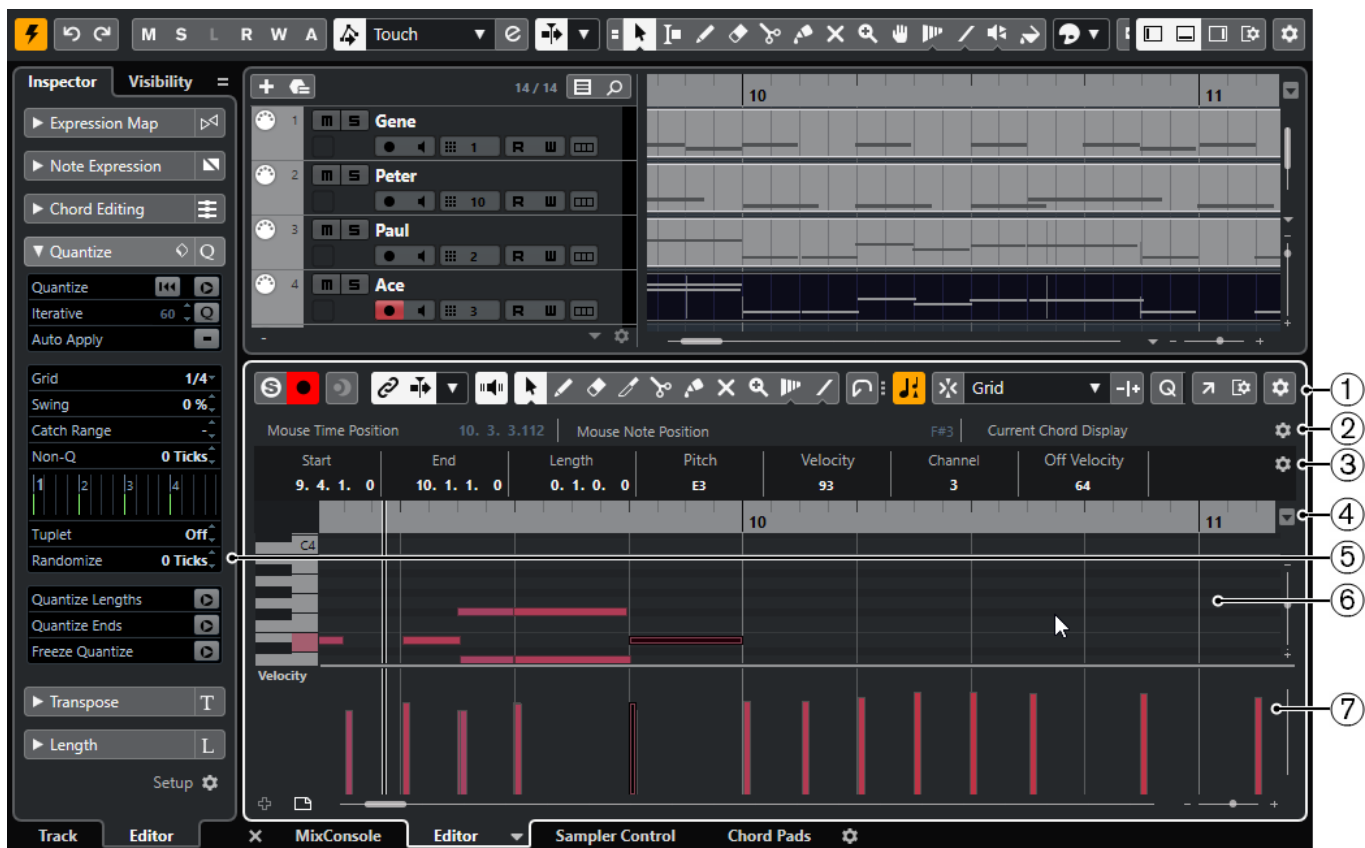 M S L R W A Touch
Inspector Visibility
14 / 14
10 11
Expression Map
Note Expression
Chord Editing
Quantize Q
1 m S Gene
1 R W
2 m S Peter
10 R W
3 m S Paul
2 R W
4 m S Ace
3 R W
-
Quantize
Iterative 60 Q
Auto Apply
Grid 1/4
Swing 0 %
Catch Range -
Non-Q 0 Ticks
1 2 3 4
Tuplet Off
Randomize 0 Ticks
Quantize Lengths
Quantize Ends
Freeze Quantize
Transpose T
Length L
Setup
S Grid Q
Mouse Time Position 10. 3. 3.112 Mouse Note Position F#3 Current Chord Display
Start End Length Pitch Velocity Channel Off Velocity
9. 4. 1. 0 10. 1. 1. 0 0. 1. 0. 0 E3 93 3 64
10 11
C4
Velocity
1
2
3
4
5
6
7
Track Editor MixConsole Editor Sampler Control Chord Pads